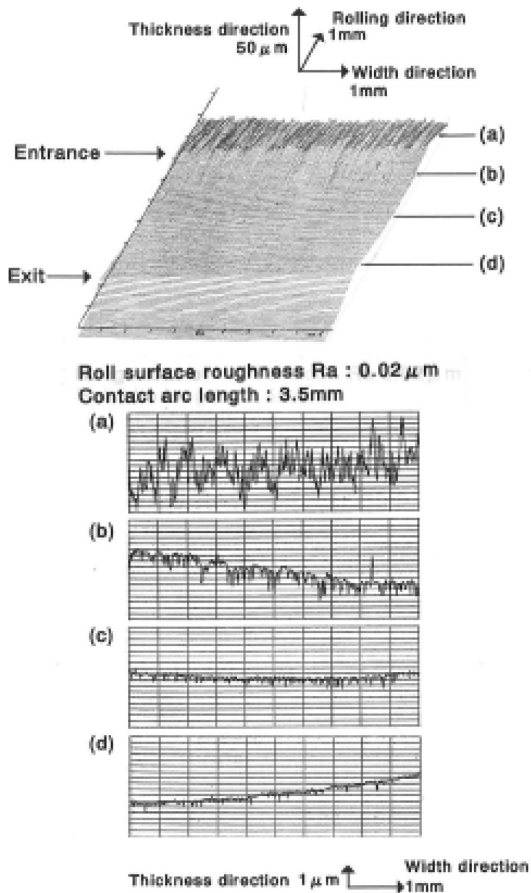 Thickness direction
50 μm
Rolling direction
1mm
Width direction
1mm
Entrance
Exit
(a)
(b)
(c)
(d)
Roll surface roughness Ra : 0.02 μm
Contact arc length : 3.5mm
(a)
(b)
(c)
(d)
Thickness direction 1 μm
Width direction
1mm